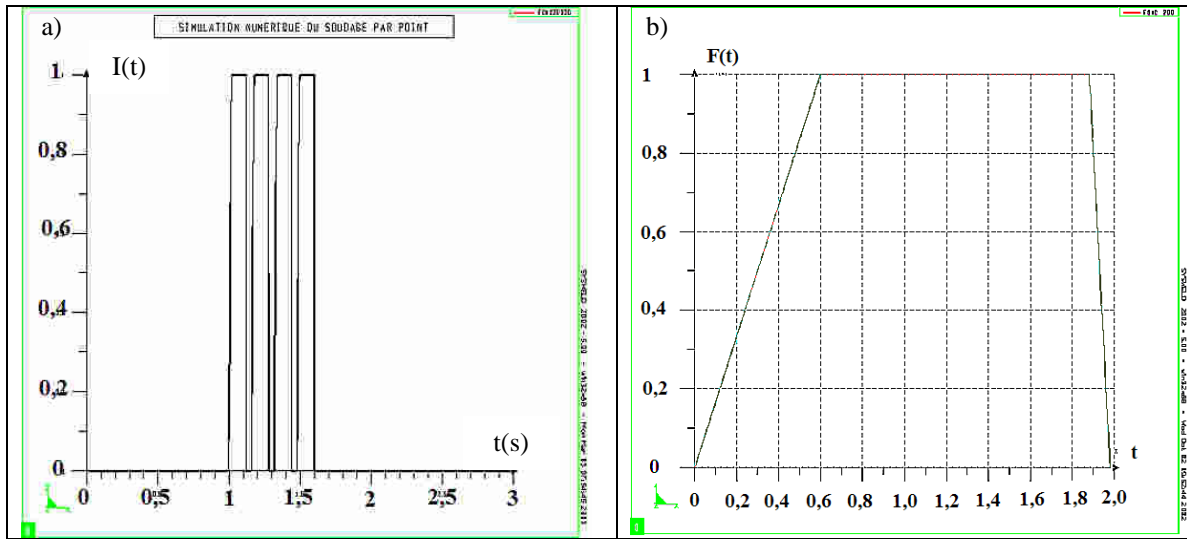 a)
SIMULATION NUMERIQUE DU SOUDAGE PAR POINT
I(t)
1
0,8
0,6
0,4
0,2
0
0 0,5 1 1,5 2 2,5 3
t(s)
b)
F(t)
1
0,8
0,6
0,4
0,2
0
0 0,2 0,4 0,6 0,8 1,0 1,2 1,4 1,6 1,8 2,0
t